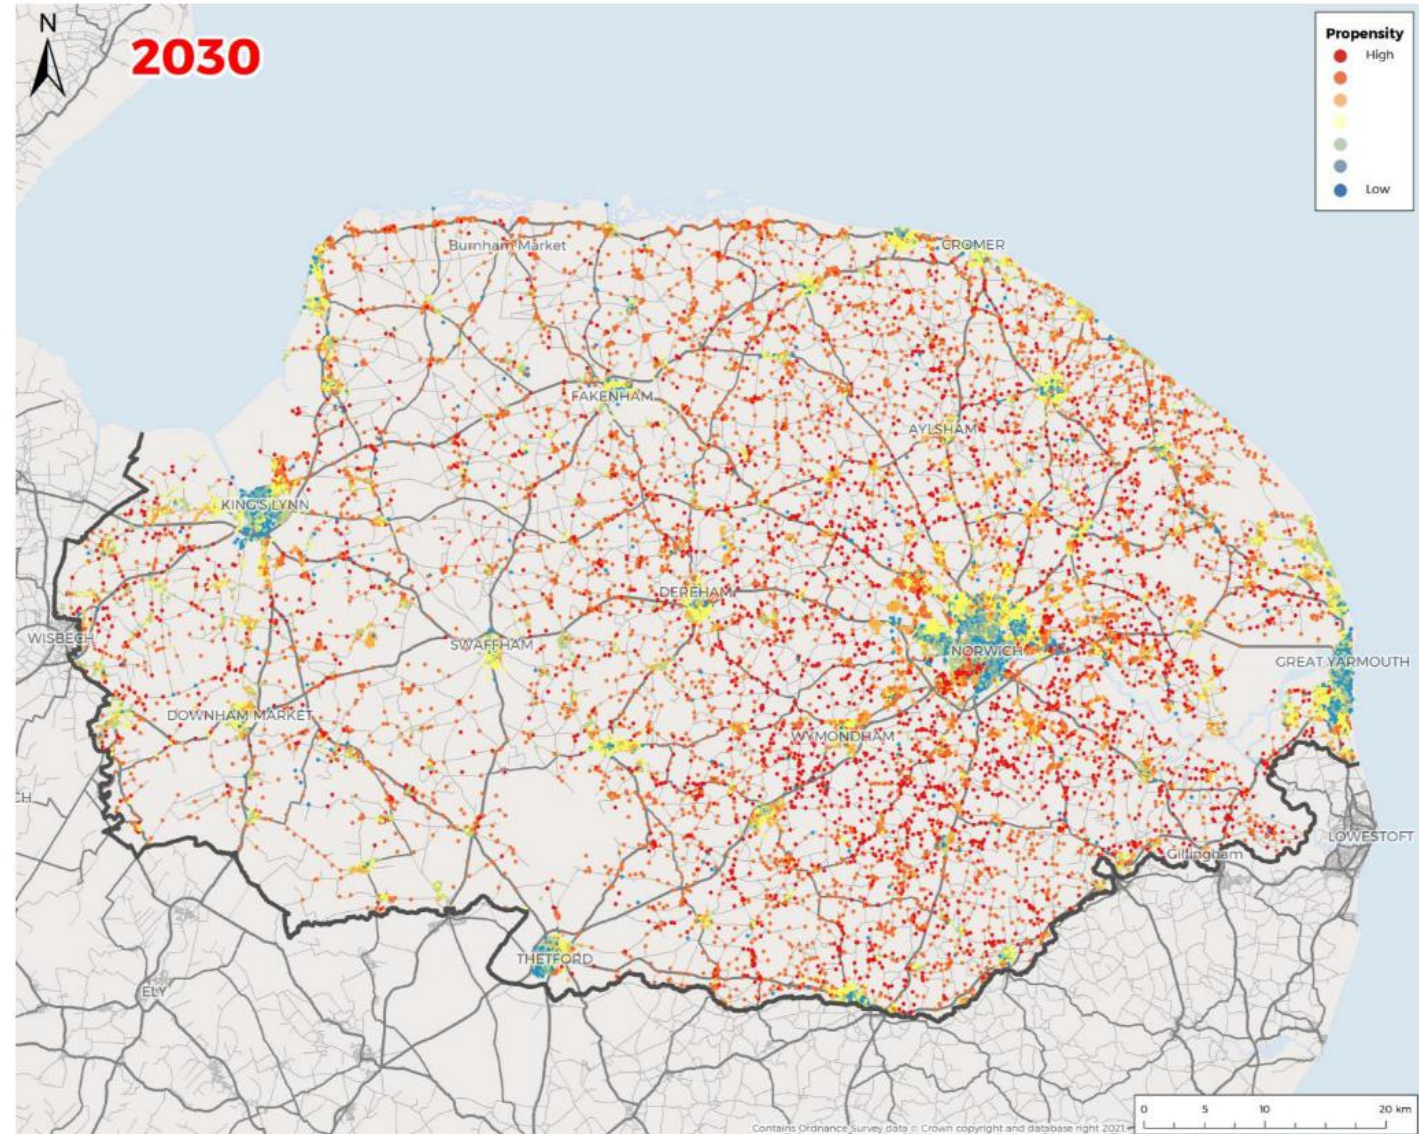 N
2030
Propensity
High
Low
Burnham Market
CROMER
FAKENHAM
AYLSHAM
KING'S LYNN
DEREHAM
WISBECH
SWAFFHAM
NORWICH
GREAT YARMOUTH
DOWNHAM MARKET
WYMONDHAM
CH
LOWESTOFT
Gillingham
THETFORD
ELY
0 5 10 20 km
Contains Ordnance Survey data © Crown copyright and database right 2021